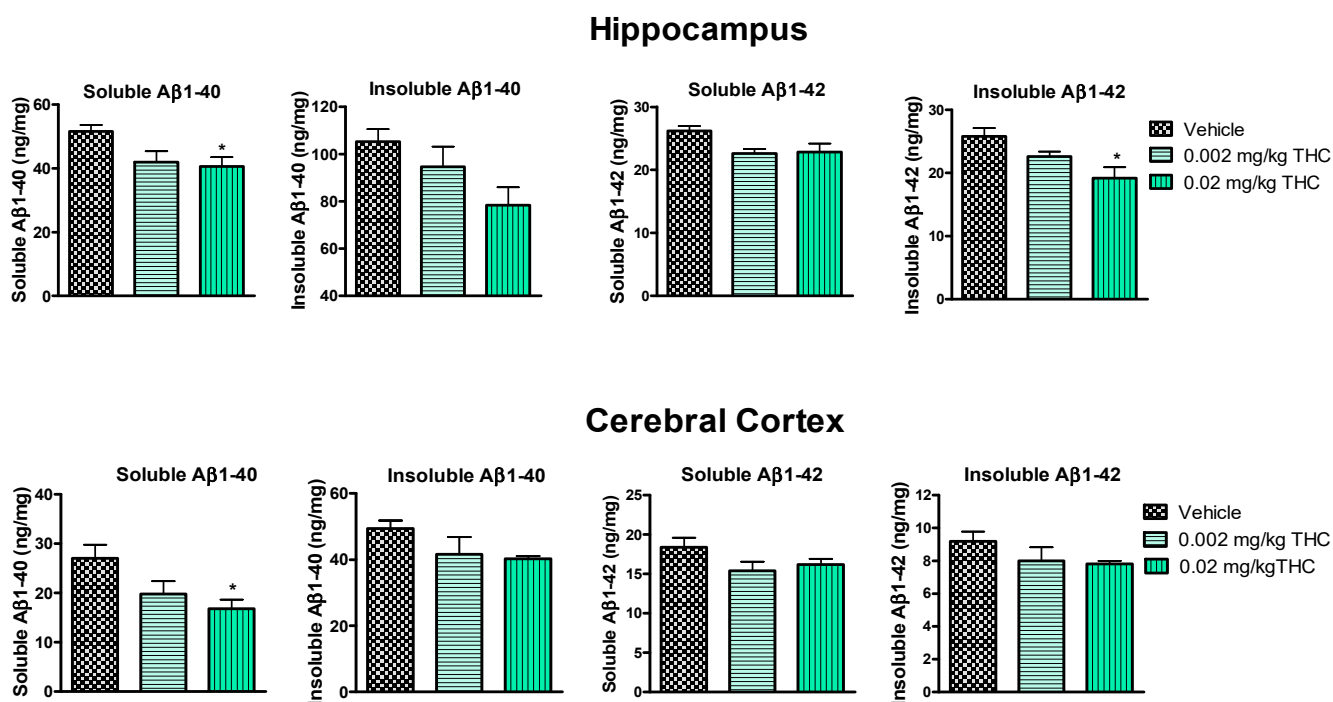 Hippocampus
Soluble Aβ1-40
Soluble Aβ1-40 (ng/mg)
60
40
20
0
*
Insoluble Aβ1-40
Insoluble Aβ1-40 (ng/mg)
120
100
80
60
40
Soluble Aβ1-42
Soluble Aβ1-42 (ng/mg)
30
20
10
0
Insoluble Aβ1-42
Insoluble Aβ1-42 (ng/mg)
30
20
10
0
*
Vehicle
0.002 mg/kg THC
0.02 mg/kg THC
Cerebral Cortex
Soluble Aβ1-40
Soluble Aβ1-40 (ng/mg)
40
30
20
10
0
*
Insoluble Aβ1-40
Insoluble Aβ1-40 (ng/mg)
60
40
20
0
Soluble Aβ1-42
Soluble Aβ1-42 (ng/mg)
25
20
15
10
5
0
Insoluble Aβ1-42
nsoluble Aβ1-42 (ng/mg)
12
10
8
6
4
2
0
Vehicle
0.002 mg/kg THC
0.02 mg/kgTHC